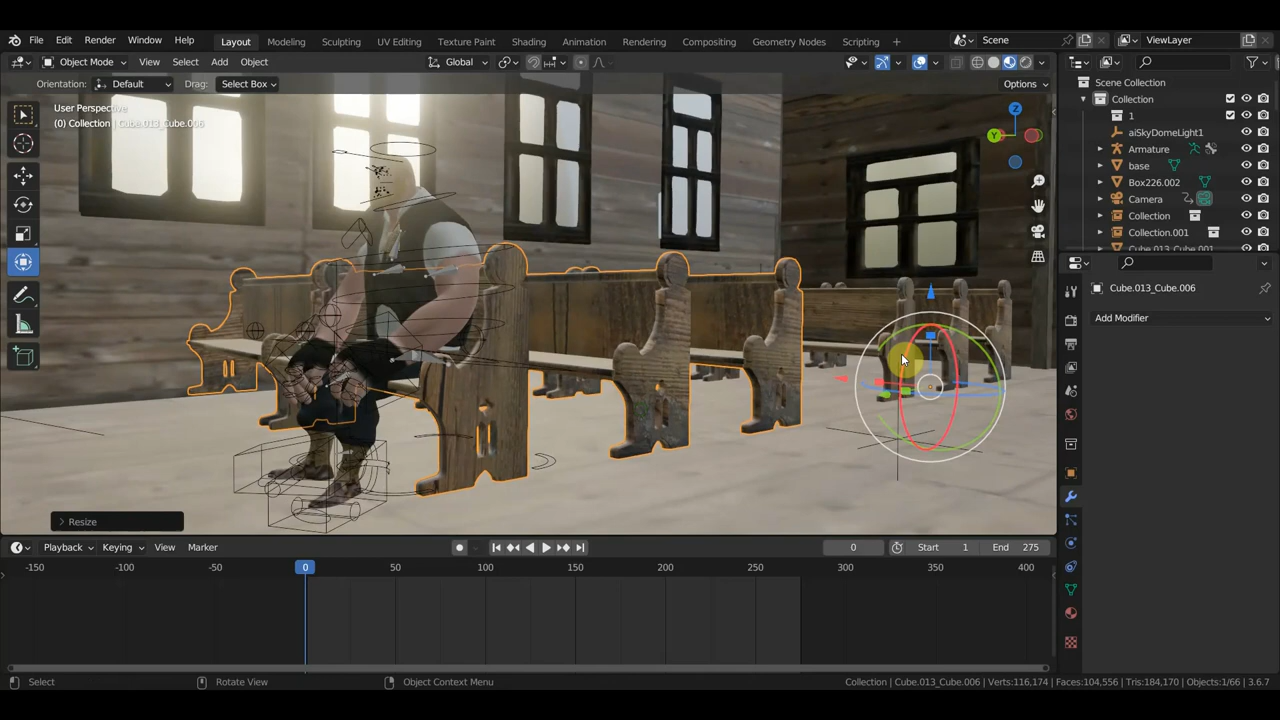 File Edit Render Window Help Layout Modeling Sculpting UV Editing Texture Paint Shading Animation Rendering Compositing Geometry Nodes Scripting + Scene ViewLayer
Object Mode View Select Add Object Global
Orientation: Default Drag: Select Box Options
User Perspective
(0) Collection | Cube.013_Cube.006
Z
Y
Scene Collection
Collection
1
aiSkyDomeLight1
Armature
base
Box226.002
Camera
Collection
Collection.001
Cube.013_Cube.001
Cube.013_Cube.006
Add Modifier
Resize
Playback Keying View Marker 0 Start 1 End 275
-150 -100 -50 0 50 100 150 200 250 300 350 400
Select Rotate View Object Context Menu Collection | Cube.013_Cube.006 | Verts:116,174 | Faces:104,556 | Tris:184,170 | Objects:1/66 | 3.6.7